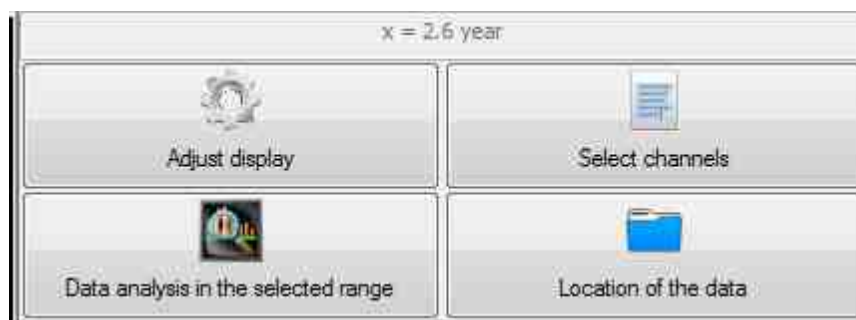 x = 2.6 year
Adjust display
Select channels
Data analysis in the selected range
Location of the data